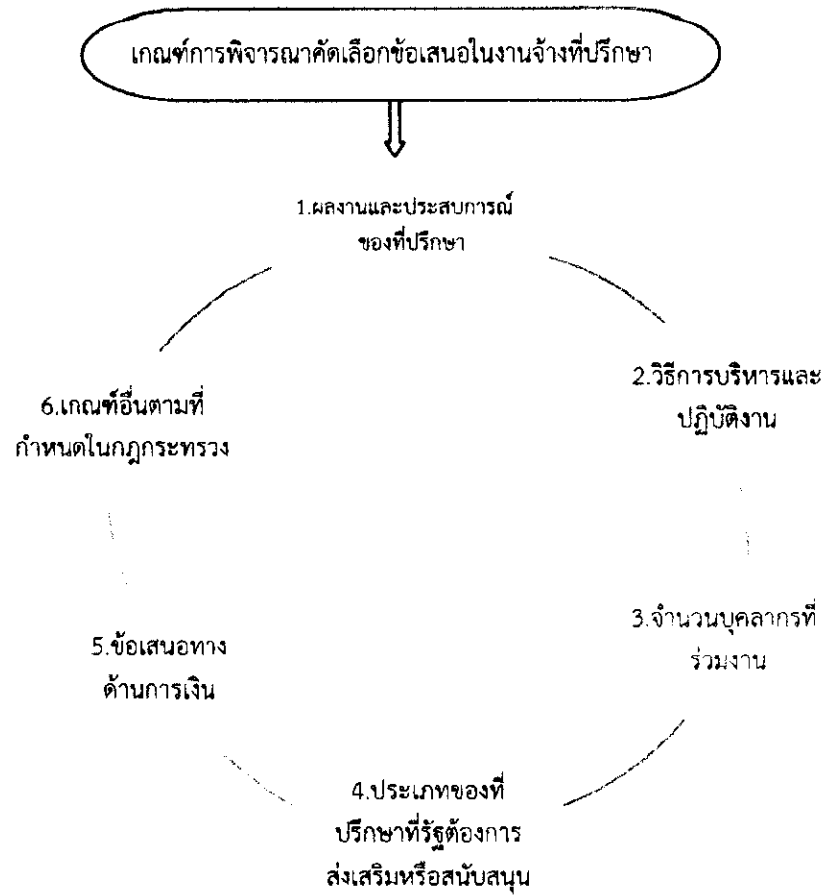 เกณฑ์การพิจารณาคัดเลือกข้อเสนอในงานจ้างที่ปรึกษา
1.ผลงานและประสบการณ์
ของที่ปรึกษา
2.วิธีการบริหารและ
ปฏิบัติงาน
3.จำนวนบุคลากรที่
ร่วมงาน
4.ประเภทของที่
ปรึกษาที่รัฐต้องการ
ส่งเสริมหรือสนับสนุน
5.ข้อเสนอทาง
ด้านการเงิน
6.เกณฑ์อื่นตามที่
กำหนดในกฎกระทรวง